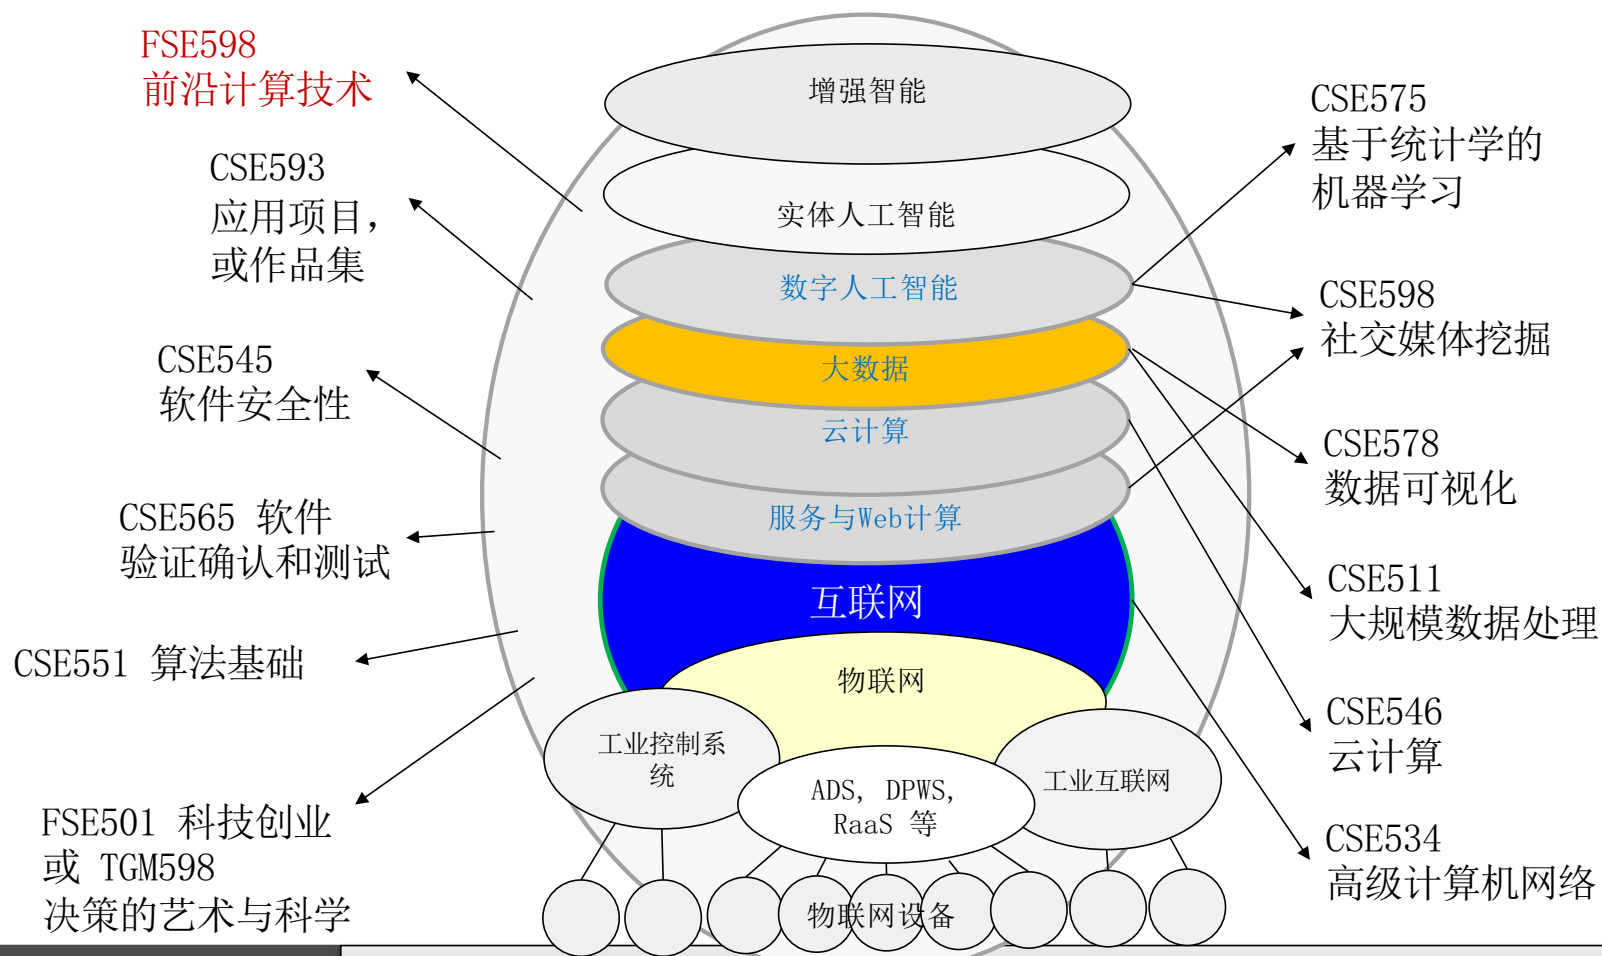 FSE598
前沿计算技术
CSE593
应用项目，
或作品集
CSE545
软件安全性
CSE565 软件
验证确认和测试
CSE551 算法基础
FSE501 科技创业
或 TGM598
决策的艺术与科学
增强智能
实体人工智能
数字人工智能
大数据
云计算
服务与Web计算
互联网
物联网
工业控制系
统
ADS, DPWS,
RaaS 等
工业互联网
物联网设备
CSE575
基于统计学的
机器学习
CSE598
社交媒体挖掘
CSE578
数据可视化
CSE511
大规模数据处理
CSE546
云计算
CSE534
高级计算机网络